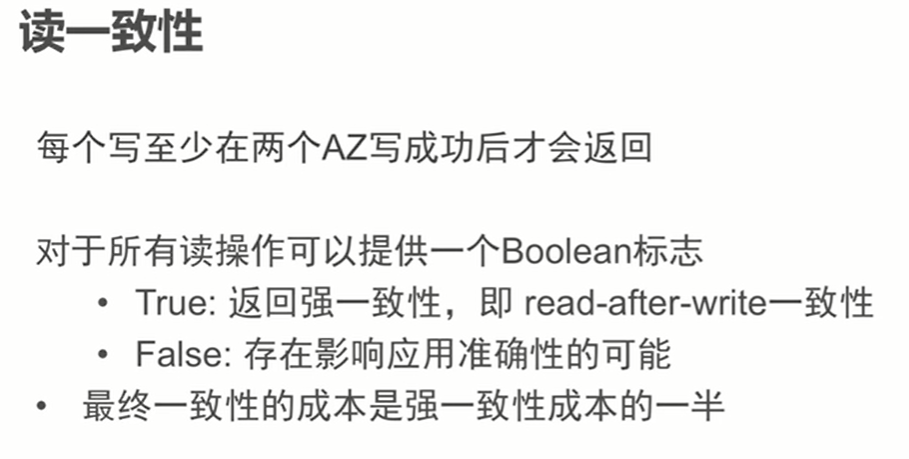 读一致性
每个写至少在两个AZ写成功后才会返回
对于所有读操作可以提供一个Boolean标志
• True: 返回强一致性，即 read-after-write一致性
• False: 存在影响应用准确性的可能
• 最终一致性的成本是强一致性成本的一半